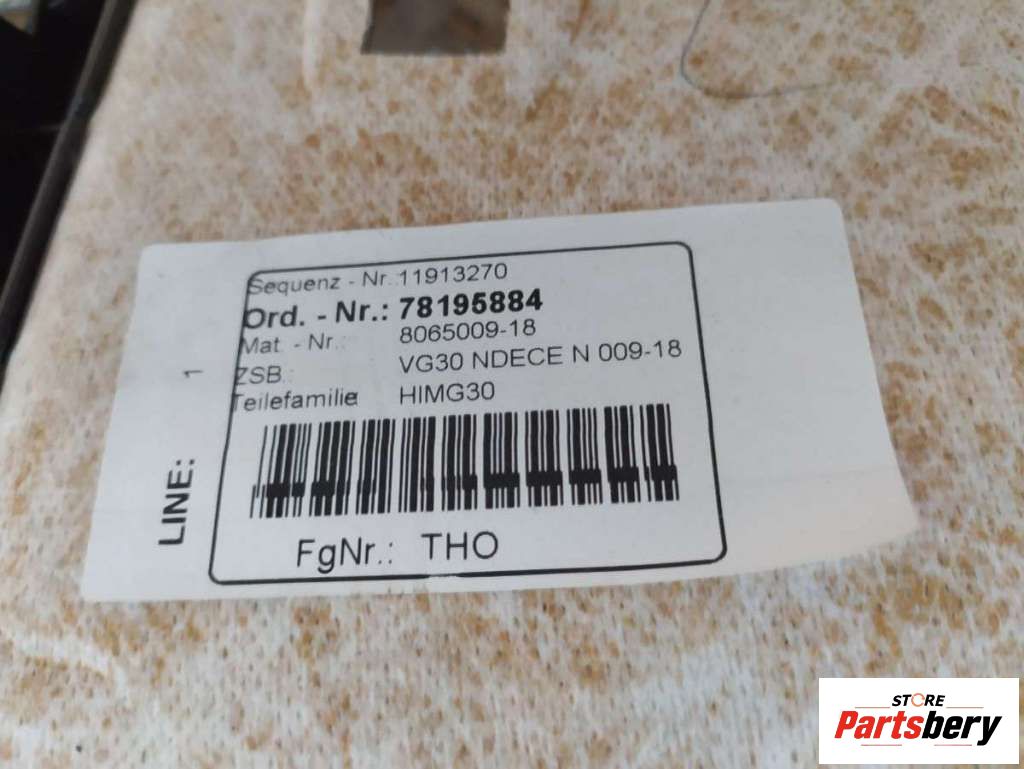 Sequenz - Nr.:11913270
Ord. - Nr.: 78195884
Mat. - Nr.: 8065009-18
ZSB.: VG30 NDECE N 009-18
Teilefamilie HIMG30
FgNr.: THO
LINE: 1
STORE
Partsbery